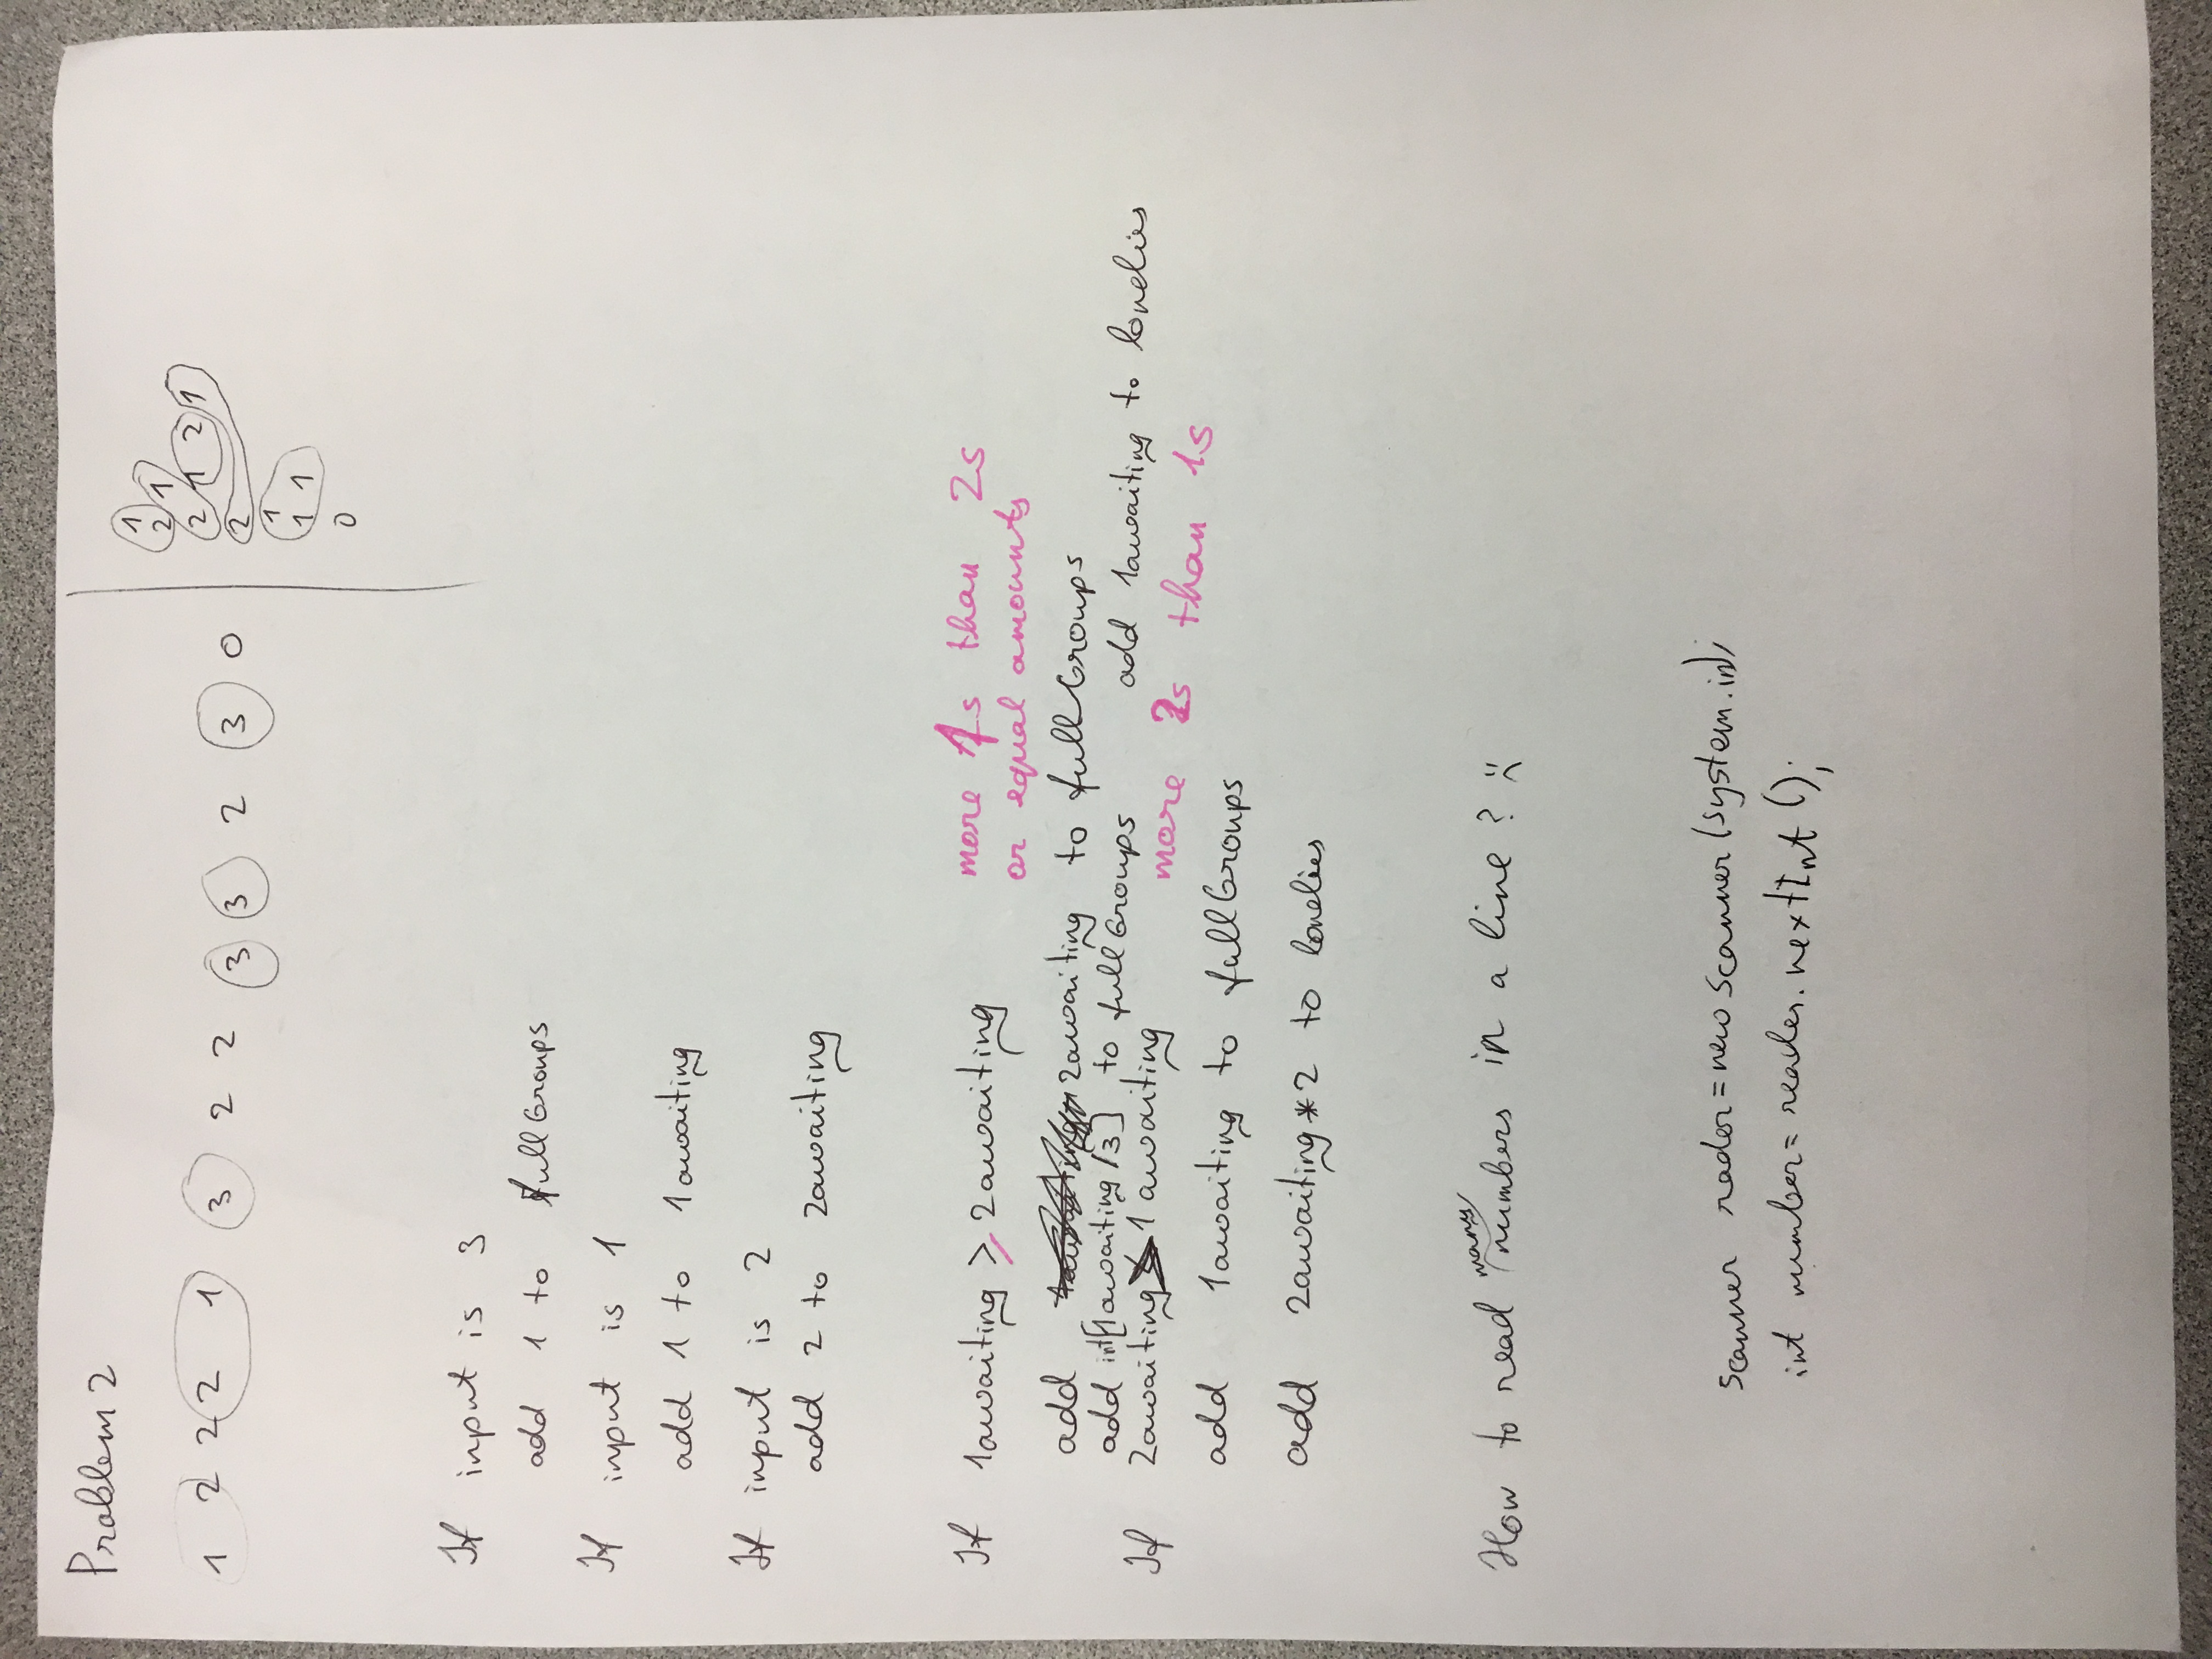 Problem 2
1 2 2 2 1 3 2 2 3 3 2 3 0
1
2 1
2 1 2 1
2
1
1 1
0
If input is 3
add 1 to fullGroups
If input is 1
add 1 to 1awaiting
If input is 2
add 2 to 2awaiting
If 1awaiting ≥ 2awaiting
more 1s than 2s
or equal amounts
add 2awaiting to fullGroups
add int[1awaiting/3] to fullGroups
add 1awaiting to lonelies
If 2awaiting > 1awaiting
more 2s than 1s
add 1awaiting to fullGroups
add 2awaiting*2 to lonelies
How to read many numbers in a line? :(
Scanner rader=new Scanner(System.in);
int number= reader.nextInt();